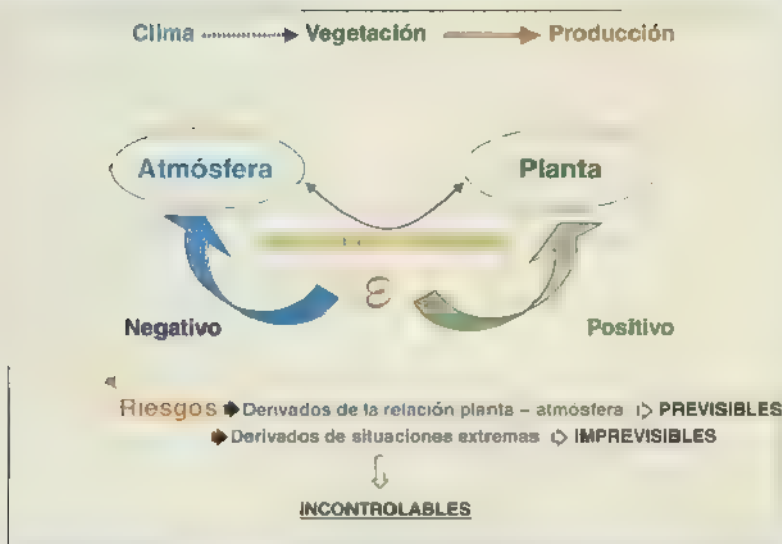 Clima Vegetación Producción
Atmósfera Planta
ε
Negativo Positivo
Riesgos Derivados de la relación planta – atmósfera PREVISIBLES
Derivados de situaciones extremas IMPREVISIBLES
INCONTROLABLES